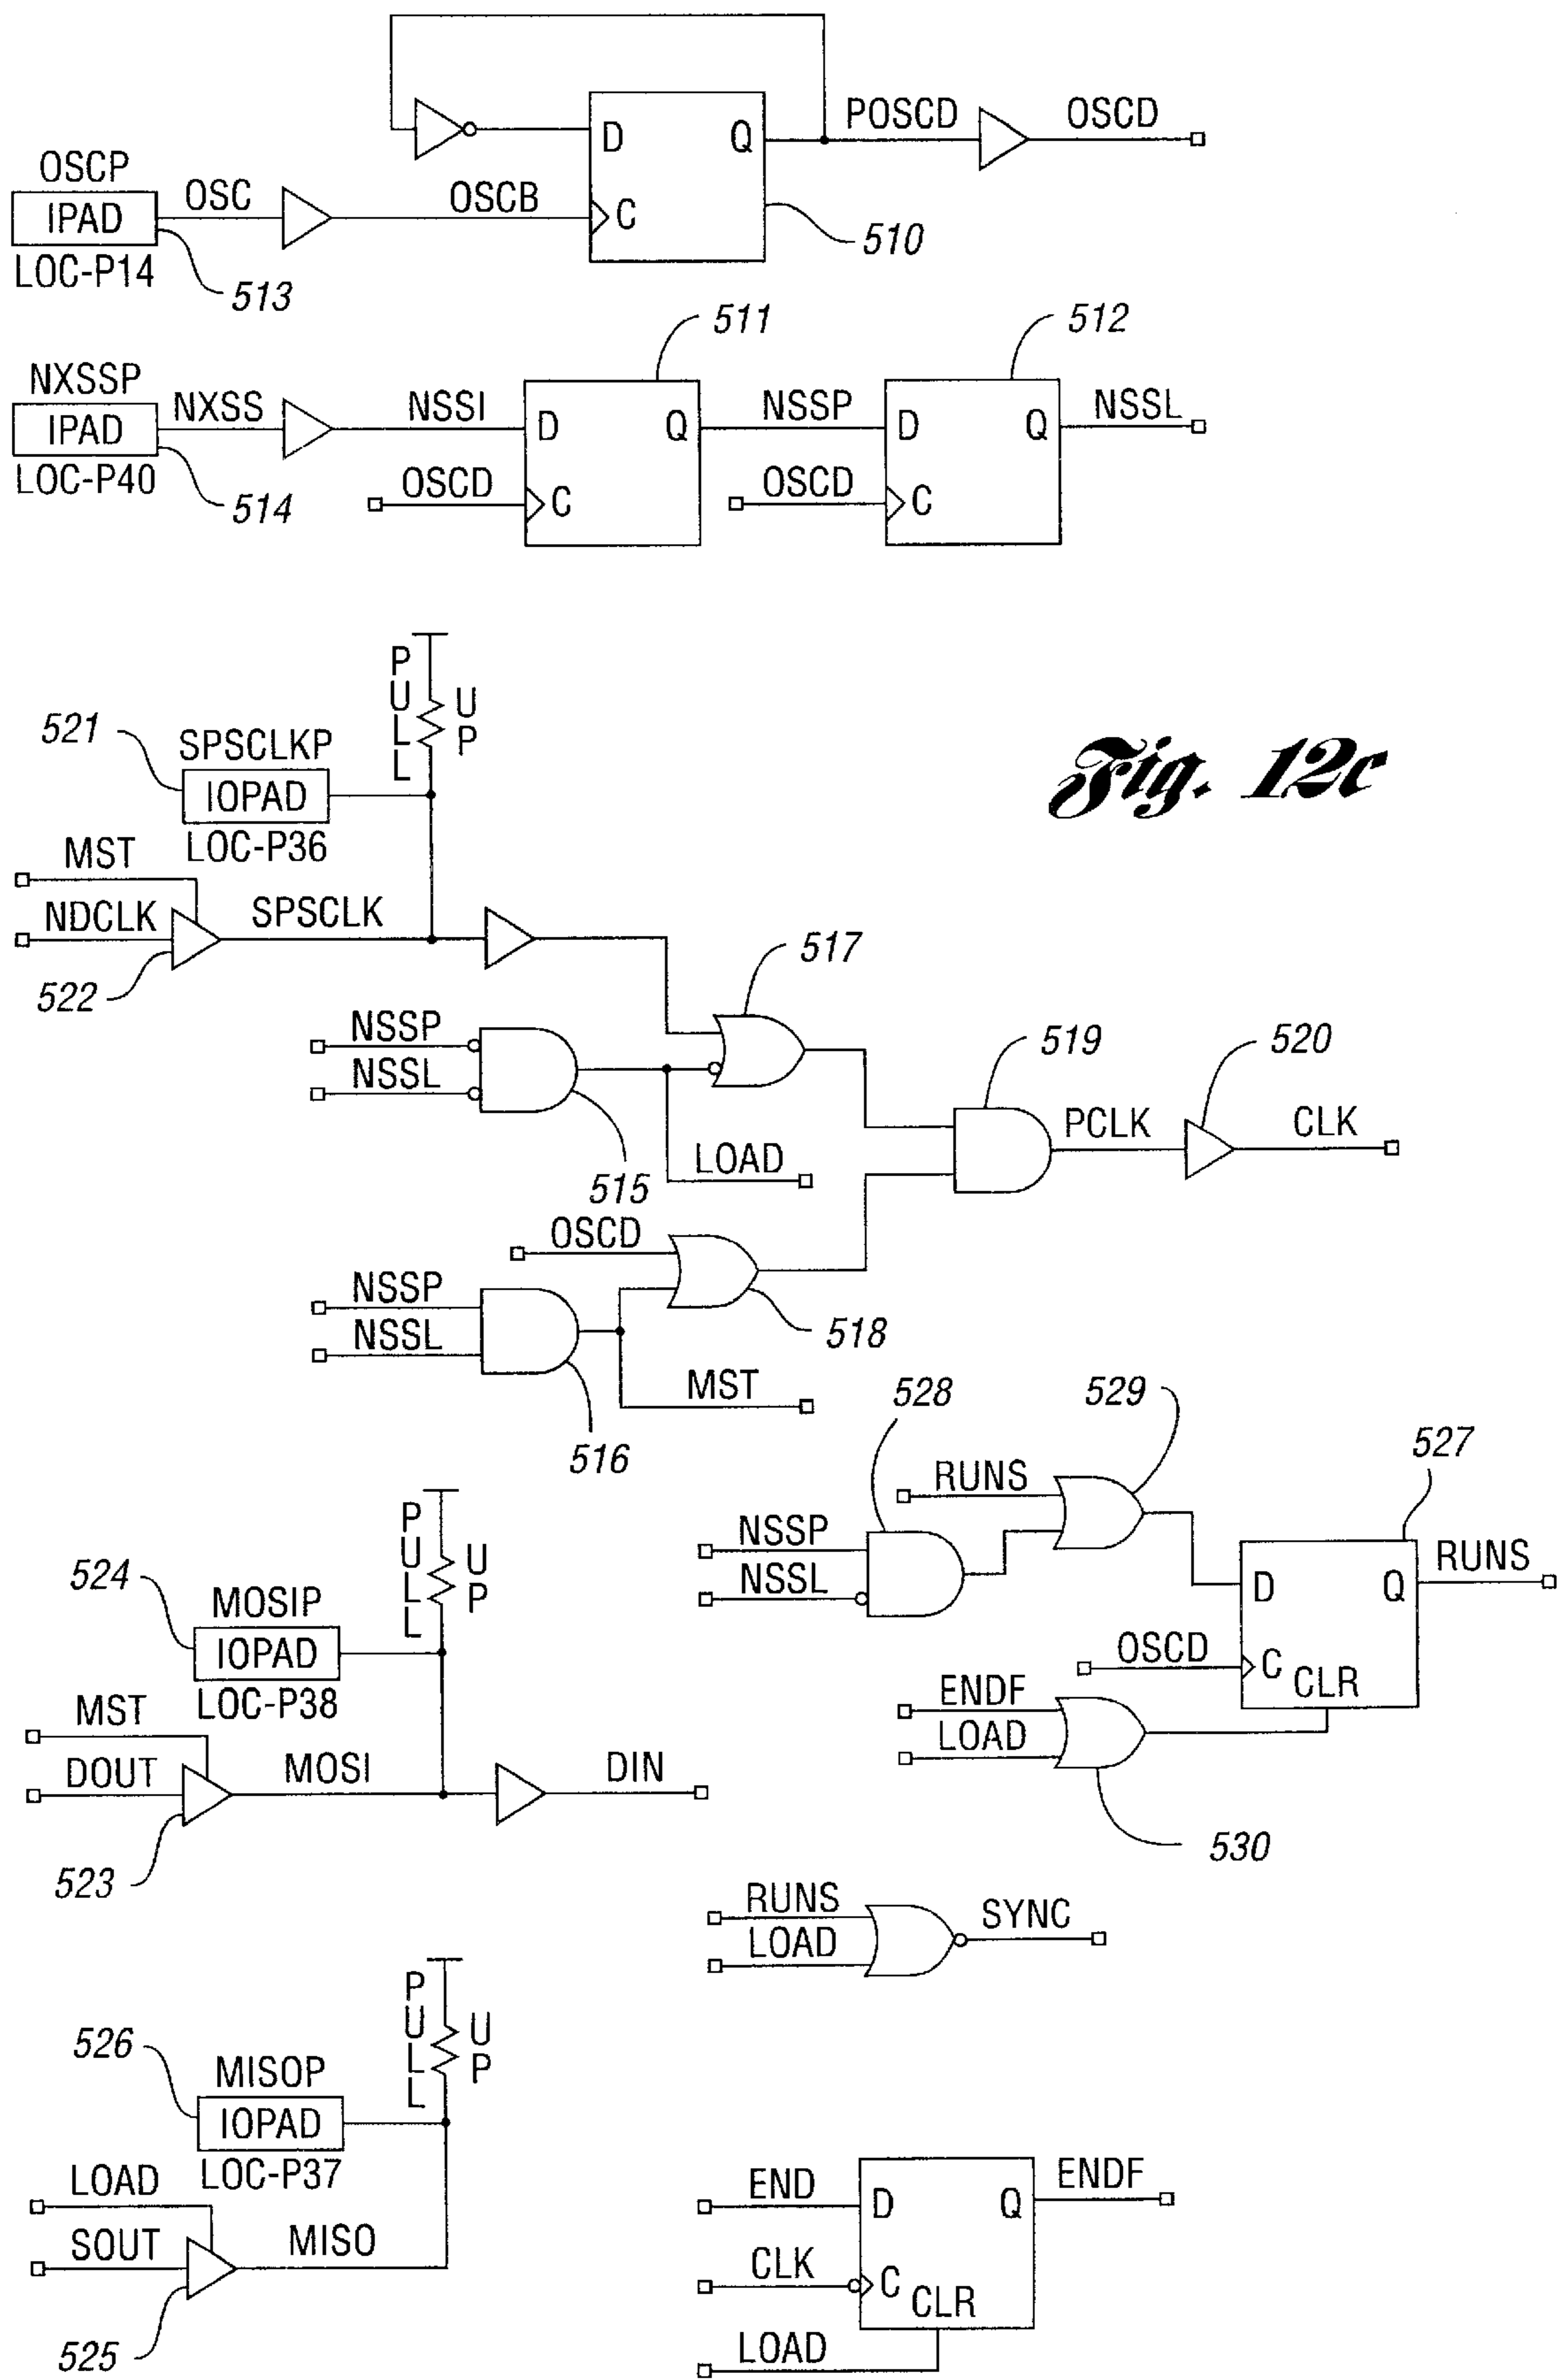 POSCD
OSCD
D
Q
OSCP
IPAD
LOC-P14
OSC
OSCB
C
510
513
511
512
NXSSP
IPAD
LOC-P40
NXSS
NSSI
D
Q
NSSP
D
Q
NSSL
OSCD
C
OSCD
C
514
PULL UP
521
SPSCLKP
IOPAD
LOC-P36
Fig. 12c
MST
NDCLK
SPSCLK
522
517
NSSP
NSSL
519
520
PCLK
CLK
LOAD
515
OSCD
NSSP
NSSL
518
MST
516
528
529
527
RUNS
NSSP
NSSL
D
Q
RUNS
OSCD
C
CLR
ENDF
LOAD
530
PULL UP
524
MOSIP
IOPAD
LOC-P38
MST
DOUT
MOSI
DIN
523
RUNS
LOAD
SYNC
PULL UP
526
MISOP
IOPAD
LOC-P37
LOAD
SOUT
MISO
525
END
D
Q
ENDF
CLK
C
CLR
LOAD